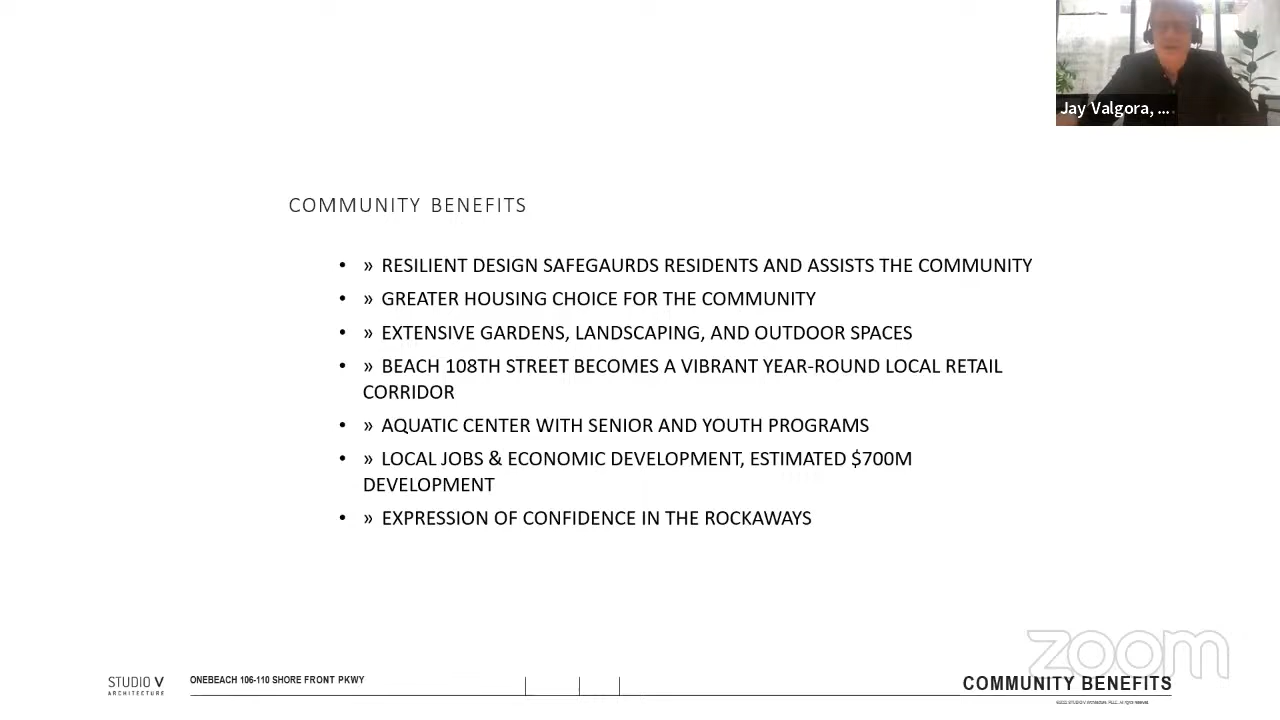 Jay Valgora, ...
COMMUNITY BENEFITS
• » RESILIENT DESIGN SAFEGAURDS RESIDENTS AND ASSISTS THE COMMUNITY
• » GREATER HOUSING CHOICE FOR THE COMMUNITY
• » EXTENSIVE GARDENS, LANDSCAPING, AND OUTDOOR SPACES
• » BEACH 108TH STREET BECOMES A VIBRANT YEAR-ROUND LOCAL RETAIL
CORRIDOR
• » AQUATIC CENTER WITH SENIOR AND YOUTH PROGRAMS
• » LOCAL JOBS & ECONOMIC DEVELOPMENT, ESTIMATED $700M
DEVELOPMENT
• » EXPRESSION OF CONFIDENCE IN THE ROCKAWAYS
zoom
STUDIO V
ARCHITECTURE
ONEBEACH 106-110 SHORE FRONT PKWY
COMMUNITY BENEFITS